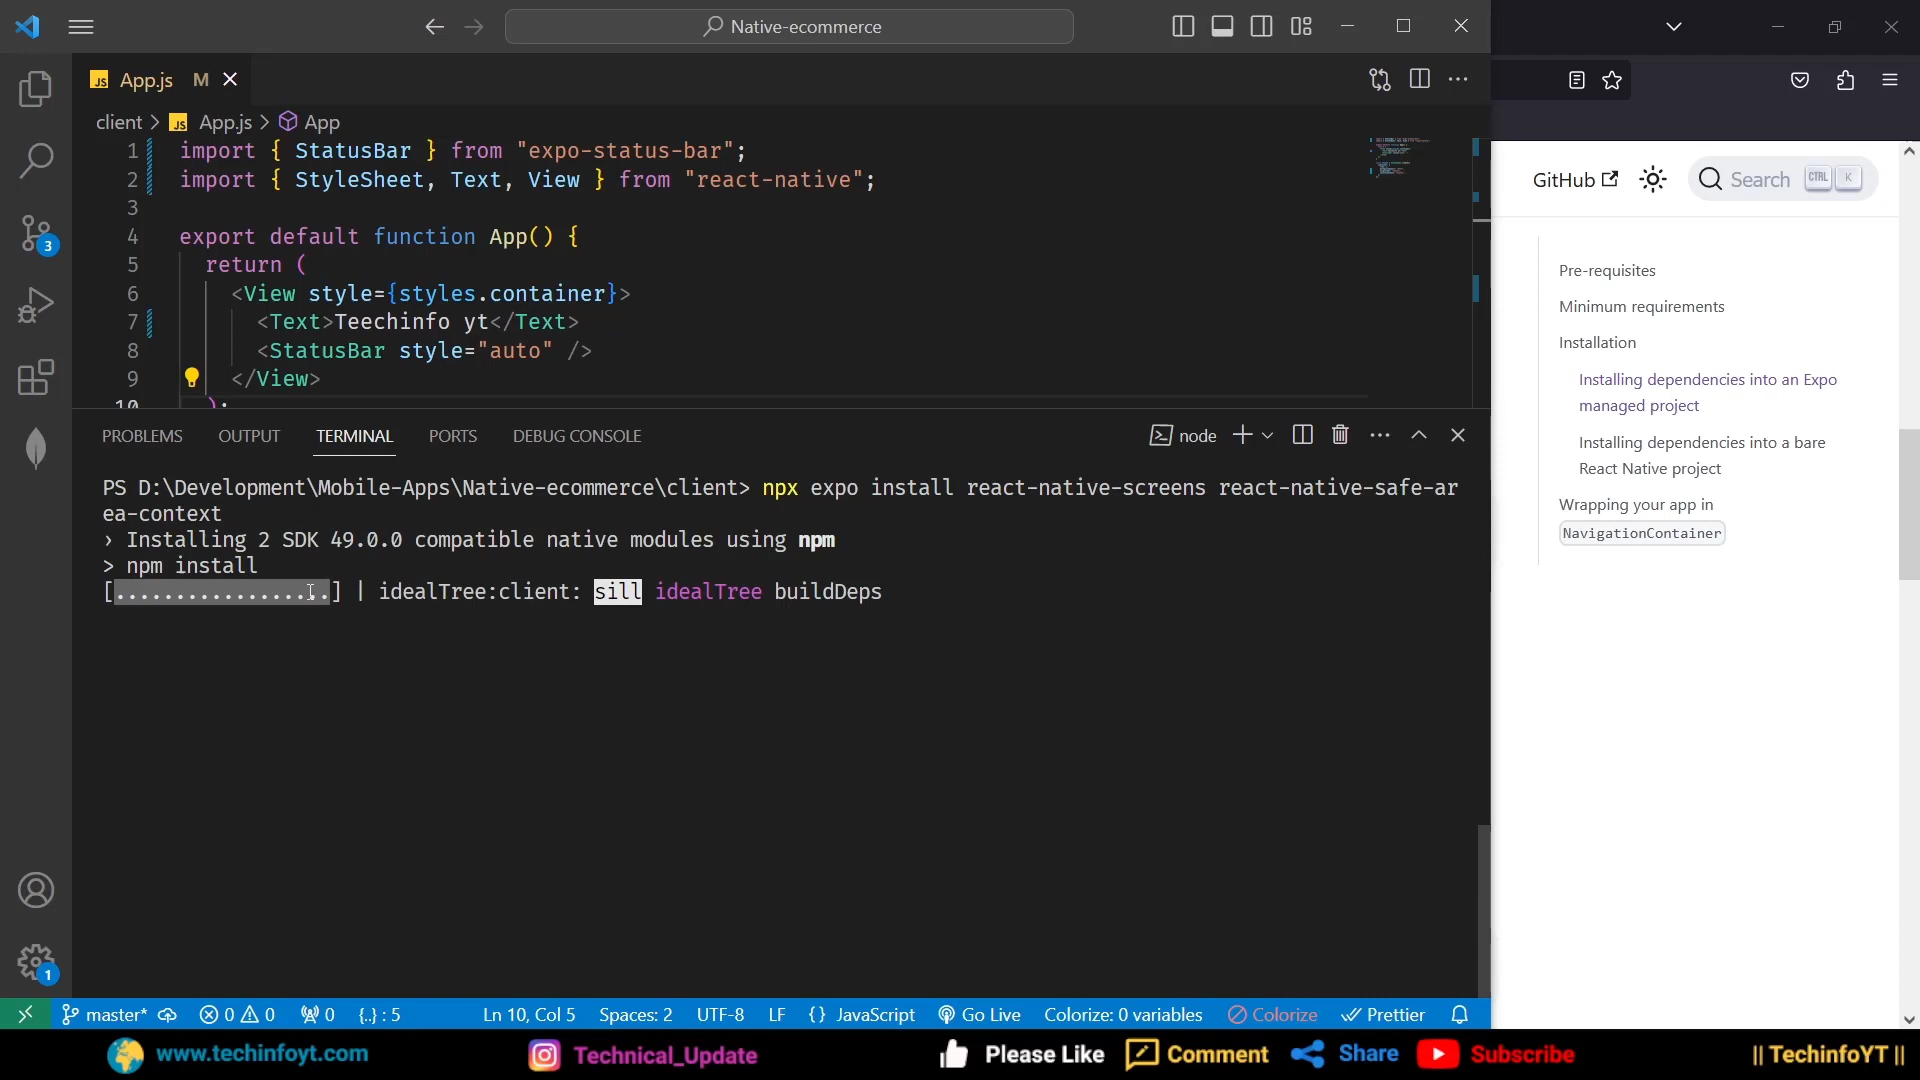 Native-ecommerce
JS App.js M
client > JS App.js > App
1 import { StatusBar } from "expo-status-bar";
2 import { StyleSheet, Text, View } from "react-native";
3
4 export default function App() {
5 return (
6 <View style={styles.container}>
7 <Text>Teechinfo yt</Text>
8 <StatusBar style="auto" />
9 </View>
10 );
3
1
PROBLEMS OUTPUT TERMINAL PORTS DEBUG CONSOLE
node
PS D:\Development\Mobile-Apps\Native-ecommerce\client> npx expo install react-native-screens react-native-safe-ar
ea-context
› Installing 2 SDK 49.0.0 compatible native modules using npm
> npm install
[..................] | idealTree:client: sill idealTree buildDeps
master* 0 0 0 {..} : 5 Ln 10, Col 5 Spaces: 2 UTF-8 LF {} JavaScript Go Live Colorize: 0 variables Colorize Prettier
GitHub Search CTRL K
Pre-requisites
Minimum requirements
Installation
Installing dependencies into an Expo
managed project
Installing dependencies into a bare
React Native project
Wrapping your app in
NavigationContainer
www.techinfoyt.com Technical_Update Please Like Comment Share Subscribe || TechinfoYT ||